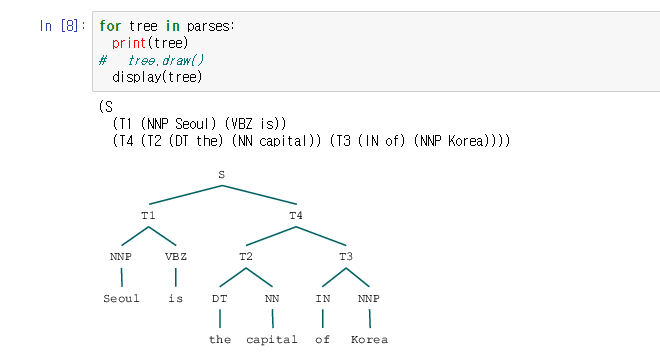 In [8]: for tree in parses:
print(tree)
# tree.draw()
display(tree)
(S
(T1 (NNP Seoul) (VBZ is))
(T4 (T2 (DT the) (NN capital)) (T3 (IN of) (NNP Korea))))
S
T1 T4
NNP VBZ T2 T3
Seoul is DT NN IN NNP
the capital of Korea